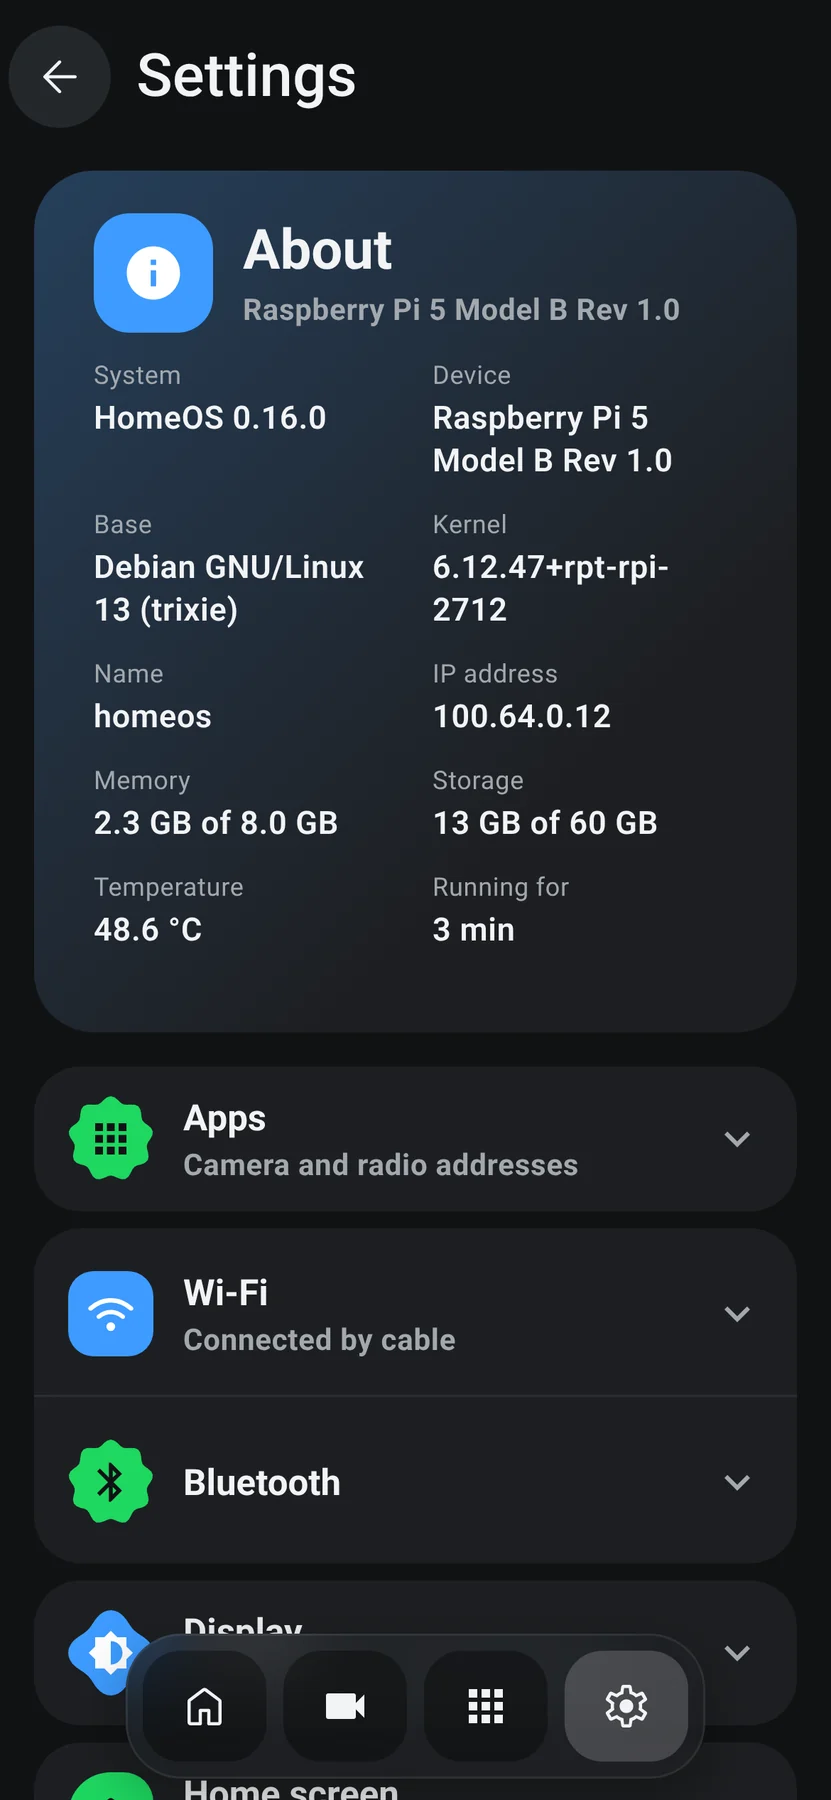 Settings
About
Raspberry Pi 5 Model B Rev 1.0
System
HomeOS 0.16.0
Device
Raspberry Pi 5
Model B Rev 1.0
Base
Debian GNU/Linux
13 (trixie)
Kernel
6.12.47+rpt-rpi-
2712
Name
homeos
IP address
100.64.0.12
Memory
2.3 GB of 8.0 GB
Storage
13 GB of 60 GB
Temperature
48.6 °C
Running for
3 min
Apps
Camera and radio addresses
Wi-Fi
Connected by cable
Bluetooth
Display
Home screen